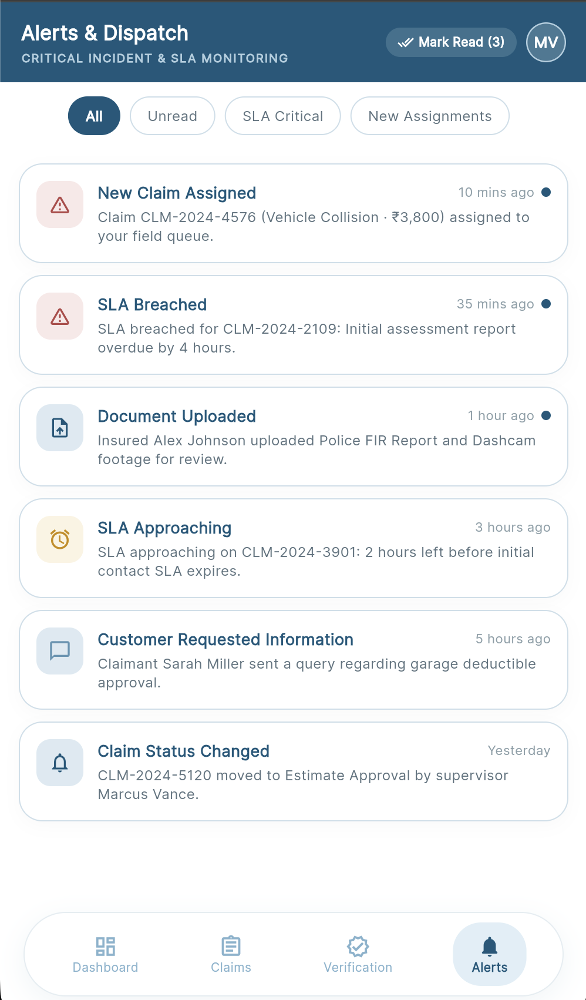 Alerts & Dispatch
CRITICAL INCIDENT & SLA MONITORING
Mark Read (3)
MV
All
Unread
SLA Critical
New Assignments
New Claim Assigned
10 mins ago
Claim CLM-2024-4576 (Vehicle Collision · ₹3,800) assigned to
your field queue.
SLA Breached
35 mins ago
SLA breached for CLM-2024-2109: Initial assessment report
overdue by 4 hours.
Document Uploaded
1 hour ago
Insured Alex Johnson uploaded Police FIR Report and Dashcam
footage for review.
SLA Approaching
3 hours ago
SLA approaching on CLM-2024-3901: 2 hours left before initial
contact SLA expires.
Customer Requested Information
5 hours ago
Claimant Sarah Miller sent a query regarding garage deductible
approval.
Claim Status Changed
Yesterday
CLM-2024-5120 moved to Estimate Approval by supervisor
Marcus Vance.
Dashboard
Claims
Verification
Alerts